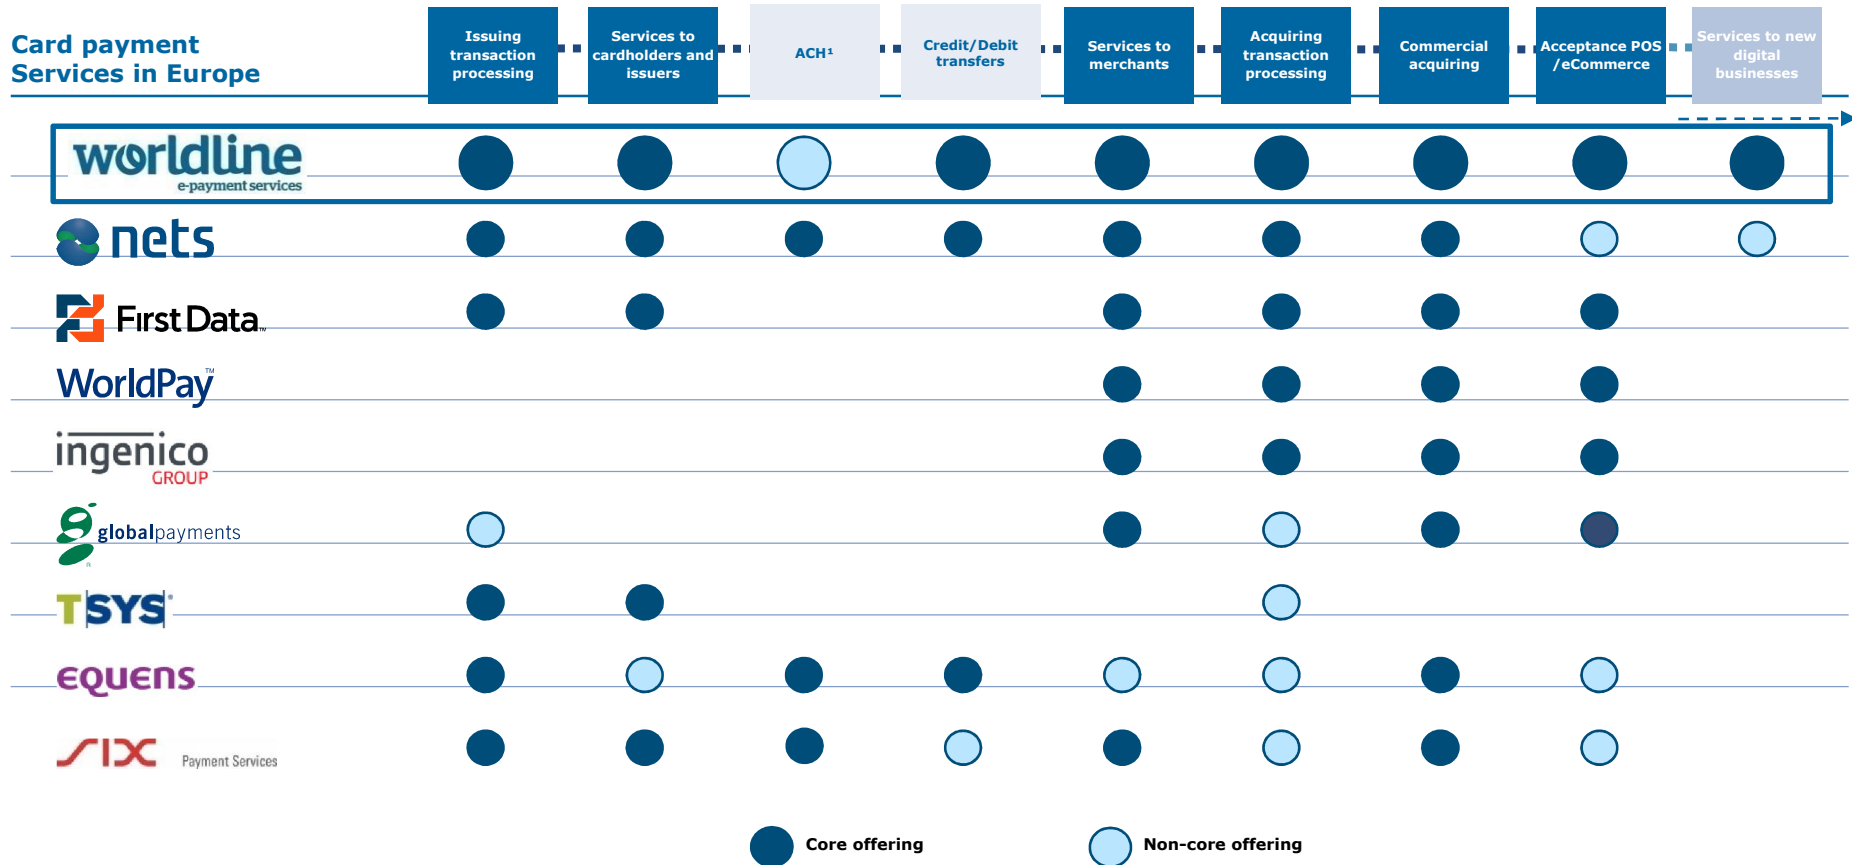 Card payment
Services in Europe
Issuing
transaction
processing
Services to
cardholders and
issuers
ACH¹
Credit/Debit
transfers
Services to
merchants
Acquiring
transaction
processing
Commercial
acquiring
Acceptance POS
/eCommerce
Services to new
digital
businesses
worldline
e-payment services
nets
First Data™
WorldPay™
ingenico
GROUP
globalpayments
TSYS®
EQUENS
SIX Payment Services
Core offering
Non-core offering